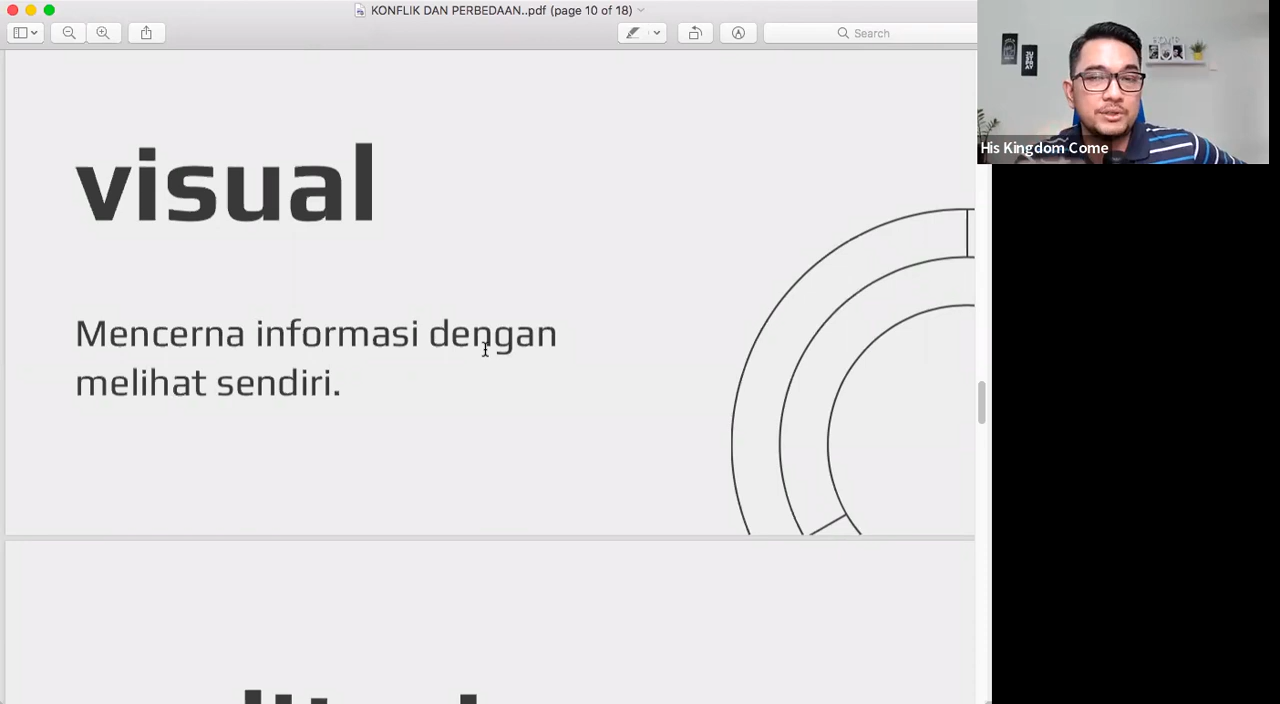 KONFLIK DAN PERBEDAAN..pdf (page 10 of 18)
Search
His Kingdom Come
visual
Mencerna informasi dengan
melihat sendiri.